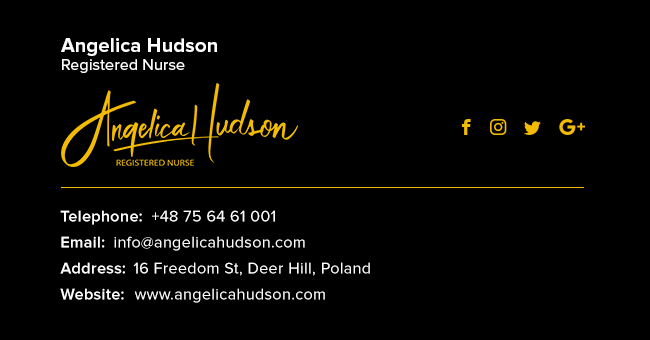 Angelica Hudson
Registered Nurse
Angelica Hudson
REGISTERED NURSE
Telephone: +48 75 64 61 001
Email: info@angelicahudson.com
Address: 16 Freedom St, Deer Hill, Poland
Website: www.angelicahudson.com